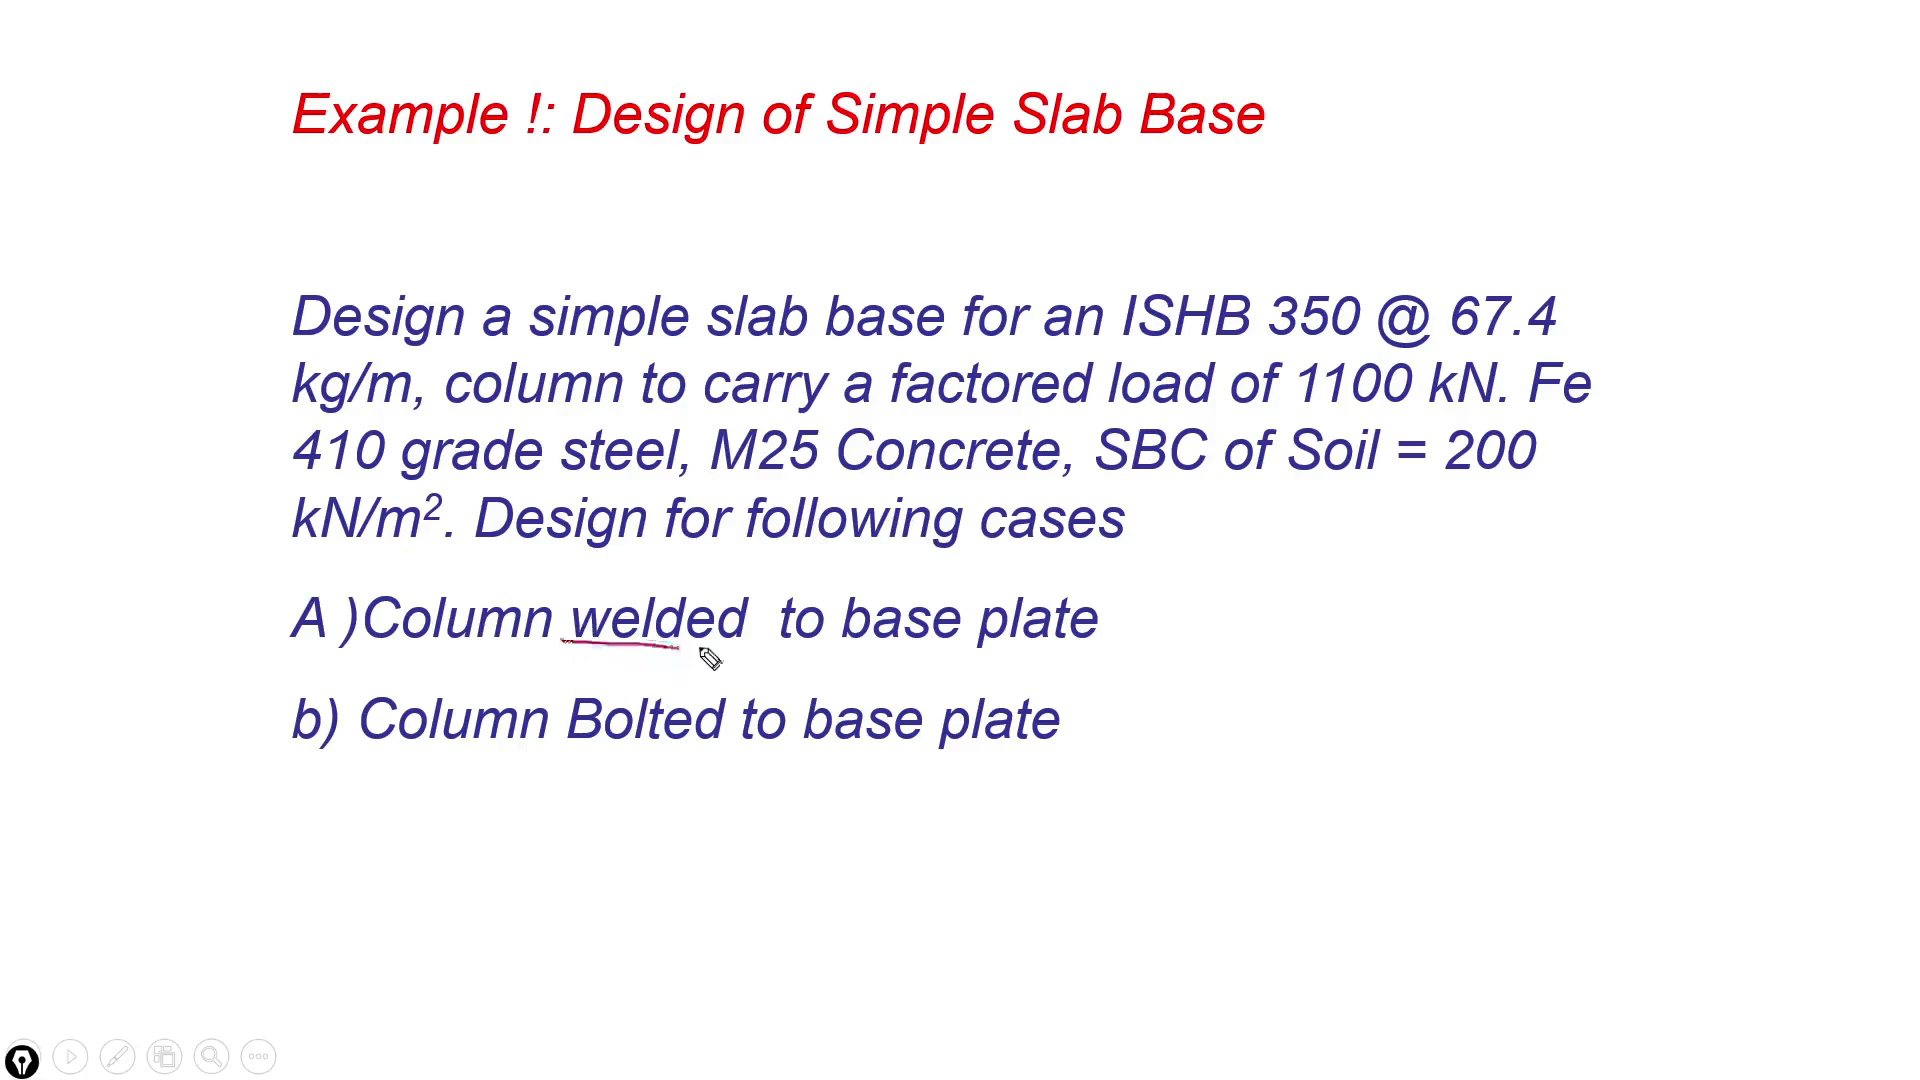 Example !: Design of Simple Slab Base
Design a simple slab base for an ISHB 350 @ 67.4
kg/m, column to carry a factored load of 1100 kN. Fe
410 grade steel, M25 Concrete, SBC of Soil = 200
kN/m². Design for following cases
A )Column welded  to base plate
b) Column Bolted to base plate